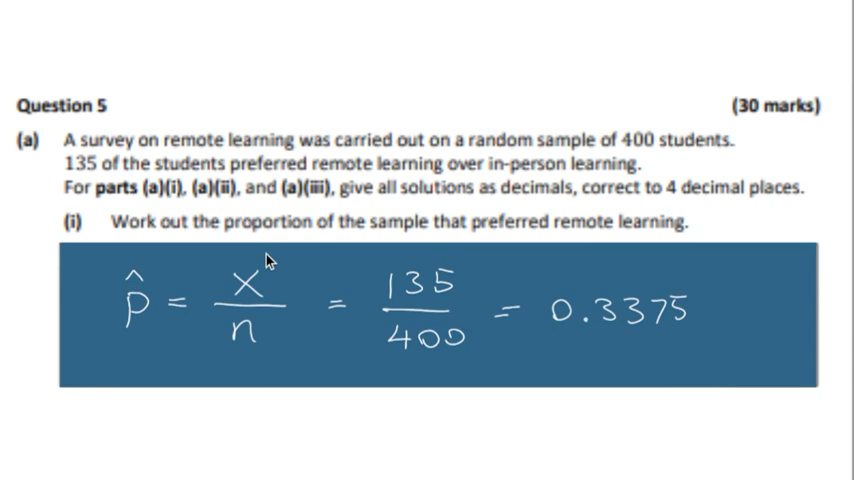 Question 5 (30 marks)
(a) A survey on remote learning was carried out on a random sample of 400 students.
135 of the students preferred remote learning over in-person learning.
For parts (a)(i), (a)(ii), and (a)(iii), give all solutions as decimals, correct to 4 decimal places.
(i) Work out the proportion of the sample that preferred remote learning.
p̂ = x/n = 135/400 = 0.3375